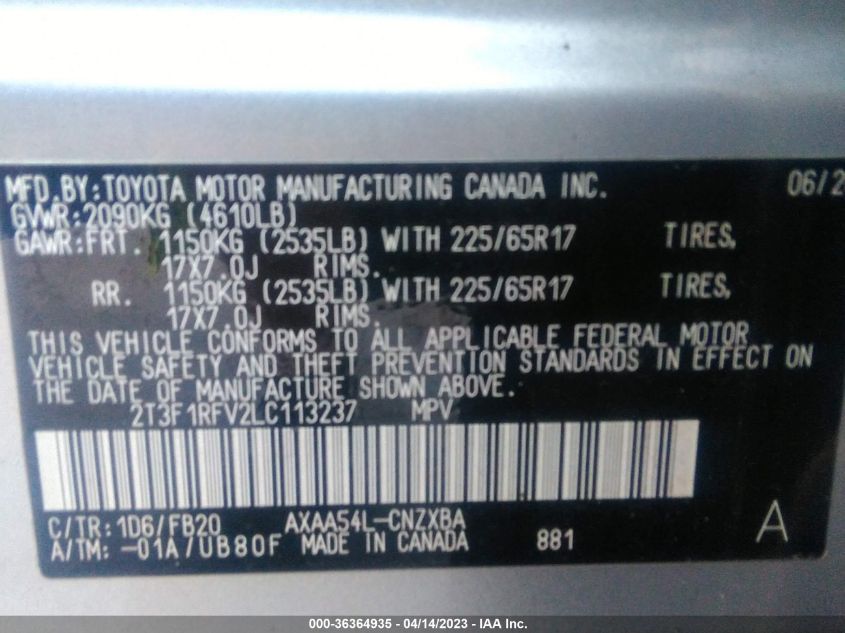 MFD.BY:TOYOTA MOTOR MANUFACTURING CANADA INC. 06/2
GVWR:2090KG (4610LB)
GAWR:FRT. 1150KG (2535LB) WITH 225/65R17 TIRES,
17X7.0J RIMS.
RR. 1150KG (2535LB) WITH 225/65R17 TIRES,
17X7.0J RIMS.
THIS VEHICLE CONFORMS TO ALL APPLICABLE FEDERAL MOTOR
VEHICLE SAFETY AND THEFT PREVENTION STANDARDS IN EFFECT ON
THE DATE OF MANUFACTURE SHOWN ABOVE.
2T3F1RFV2LC113237 MPV
C/TR:1D6/FB20 AXAA54L-CNZXBA A
A/TM:-01A/UB80F MADE IN CANADA 881
000-36364935 - 04/14/2023 - IAA Inc.